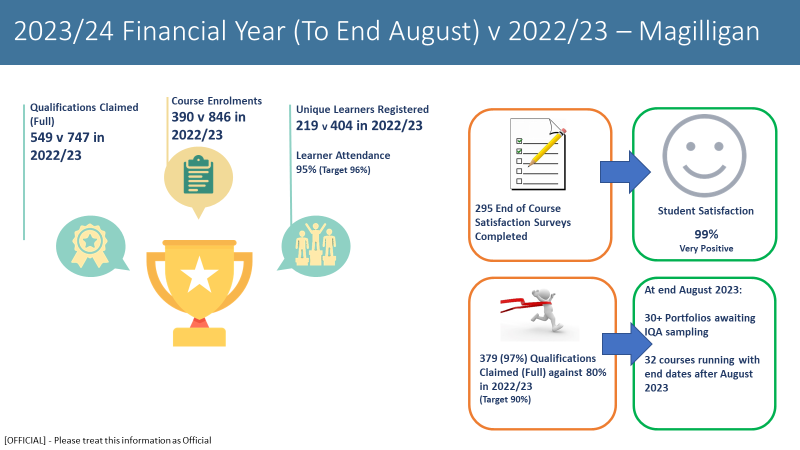 2023/24 Financial Year (To End August) v 2022/23 – Magilligan
Qualifications Claimed
(Full)
549 v 747 in
2022/23
Course Enrolments
390 v 846 in
2022/23
Unique Learners Registered
219 v 404 in 2022/23
Learner Attendance
95% (Target 96%)
295 End of Course
Satisfaction Surveys
Completed
Student Satisfaction
99%
Very Positive
379 (97%) Qualifications
Claimed (Full) against 80%
in 2022/23
(Target 90%)
At end August 2023:
30+ Portfolios awaiting
IQA sampling
32 courses running with
end dates after August
2023
[OFFICIAL] - Please treat this information as Official